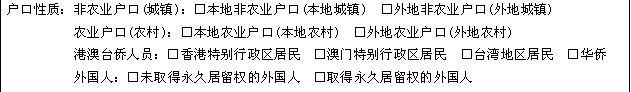 户口性质：非农业户口(城镇)：□本地非农业户口(本地城镇) □外地非农业户口(外地城镇)
农业户口(农村)：□本地农业户口(本地农村) □外地农业户口(外地农村)
港澳台侨人员：□香港特别行政区居民 □澳门特别行政区居民 □台湾地区居民 □华侨
外国人：□未取得永久居留权的外国人 □取得永久居留权的外国人